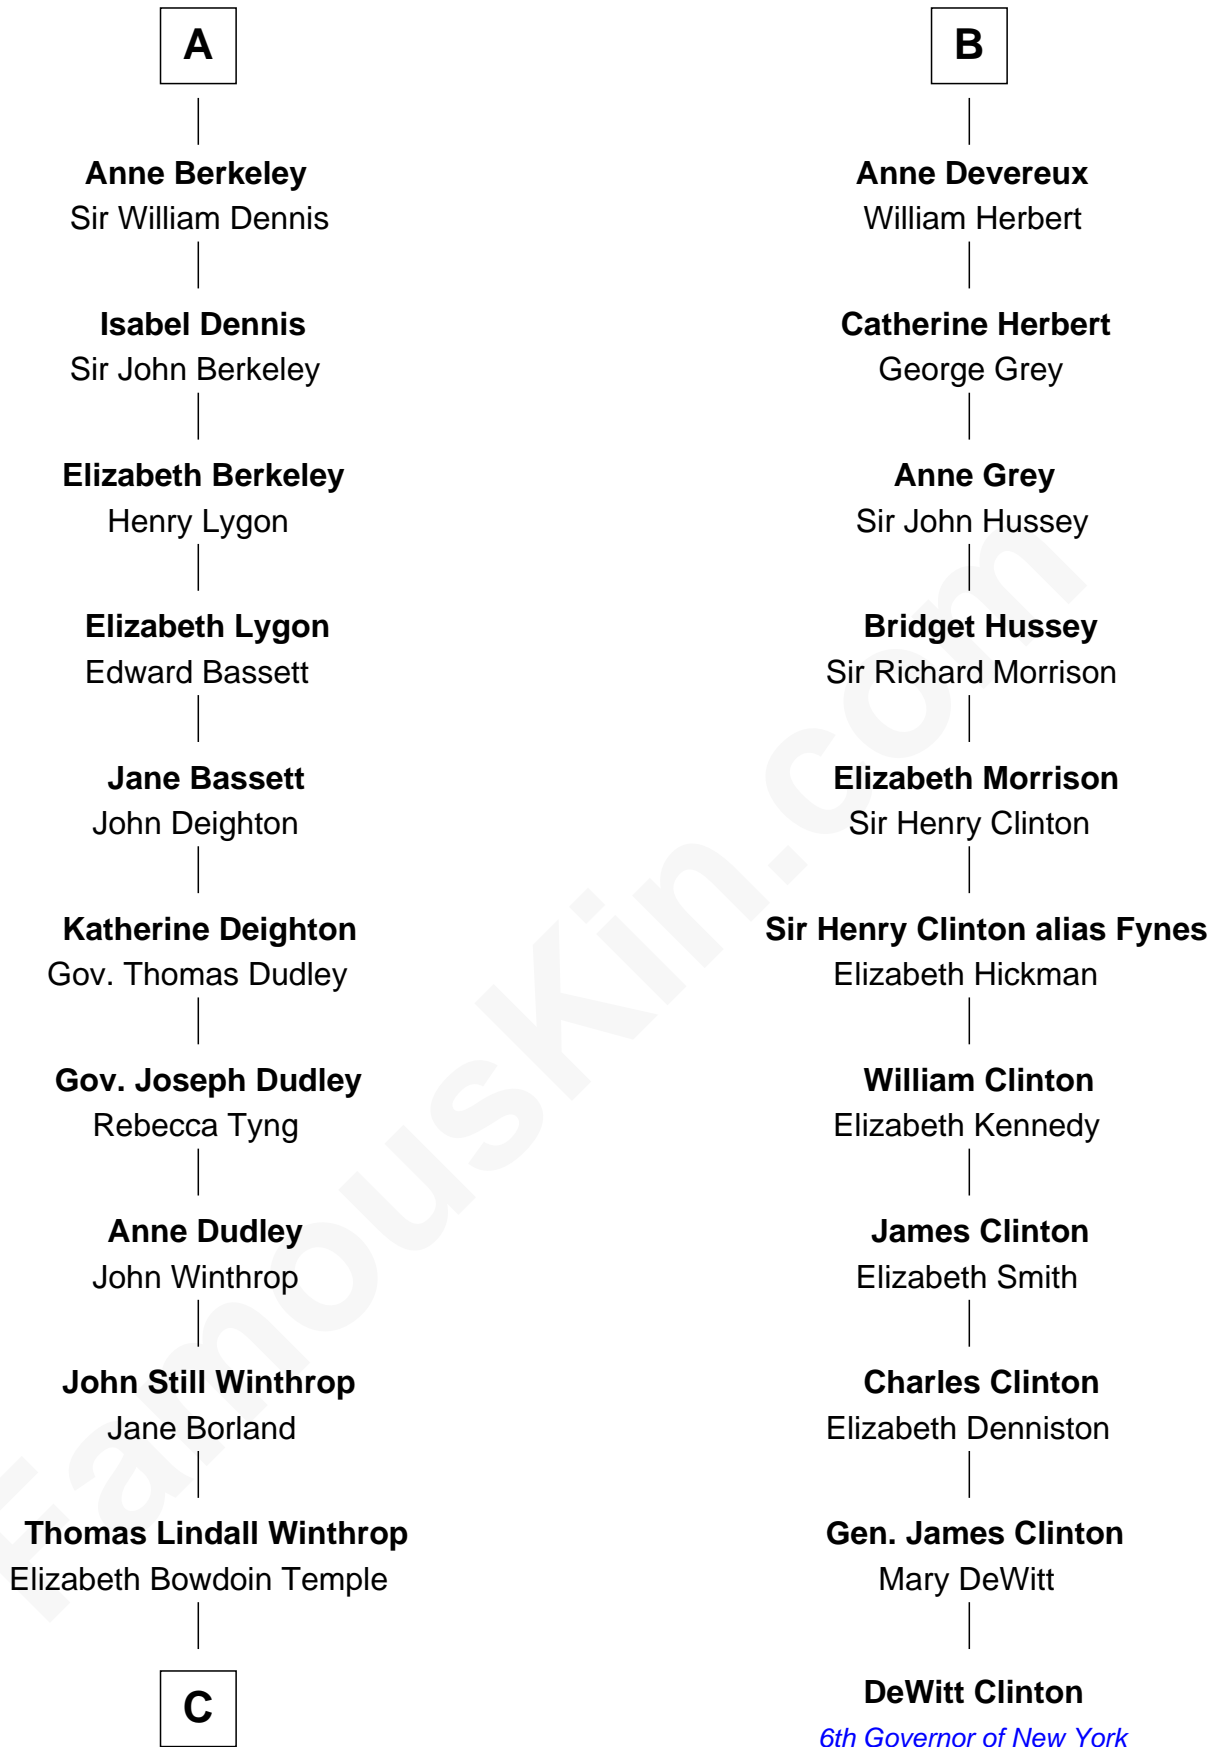 A
Anne Berkeley
Sir William Dennis
Isabel Dennis
Sir John Berkeley
Elizabeth Berkeley
Henry Lygon
Elizabeth Lygon
Edward Bassett
Jane Bassett
John Deighton
Katherine Deighton
Gov. Thomas Dudley
Gov. Joseph Dudley
Rebecca Tyng
Anne Dudley
John Winthrop
John Still Winthrop
Jane Borland
Thomas Lindall Winthrop
Elizabeth Bowdoin Temple
C
B
Anne Devereux
William Herbert
Catherine Herbert
George Grey
Anne Grey
Sir John Hussey
Bridget Hussey
Sir Richard Morrison
Elizabeth Morrison
Sir Henry Clinton
Sir Henry Clinton alias Fynes
Elizabeth Hickman
William Clinton
Elizabeth Kennedy
James Clinton
Elizabeth Smith
Charles Clinton
Elizabeth Denniston
Gen. James Clinton
Mary DeWitt
DeWitt Clinton
6th Governor of New York
FamousKin.com